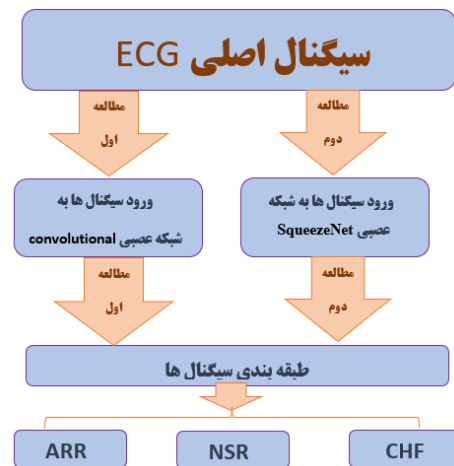 سیگنال اصلی ECG
مطالعه
دوم
مطالعه
اول
ورود سیگنال ها به شبکه
عصبی SqueezeNet
ورود سیگنال ها به
شبکه عصبی convolutional
مطالعه
دوم
مطالعه
اول
طبقه بندی سیگنال ها
ARR
NSR
CHF